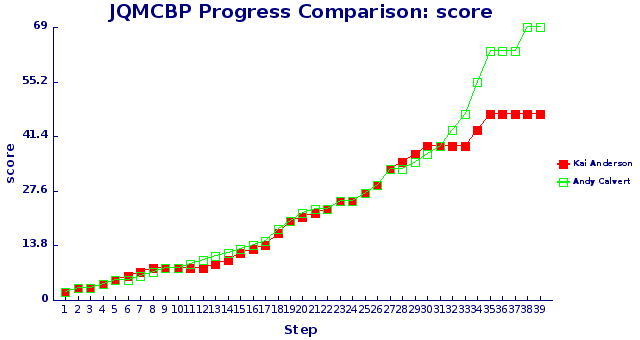 JQMCBP Progress Comparison: score
69
55.2
41.4
27.6
13.8
0
score
1 2 3 4 5 6 7 8 9 10 11 12 13 14 15 16 17 18 19 20 21 22 23 24 25 26 27 28 29 30 31 32 33 34 35 36 37 38 39
Step
Kai Anderson
Andy Calvert